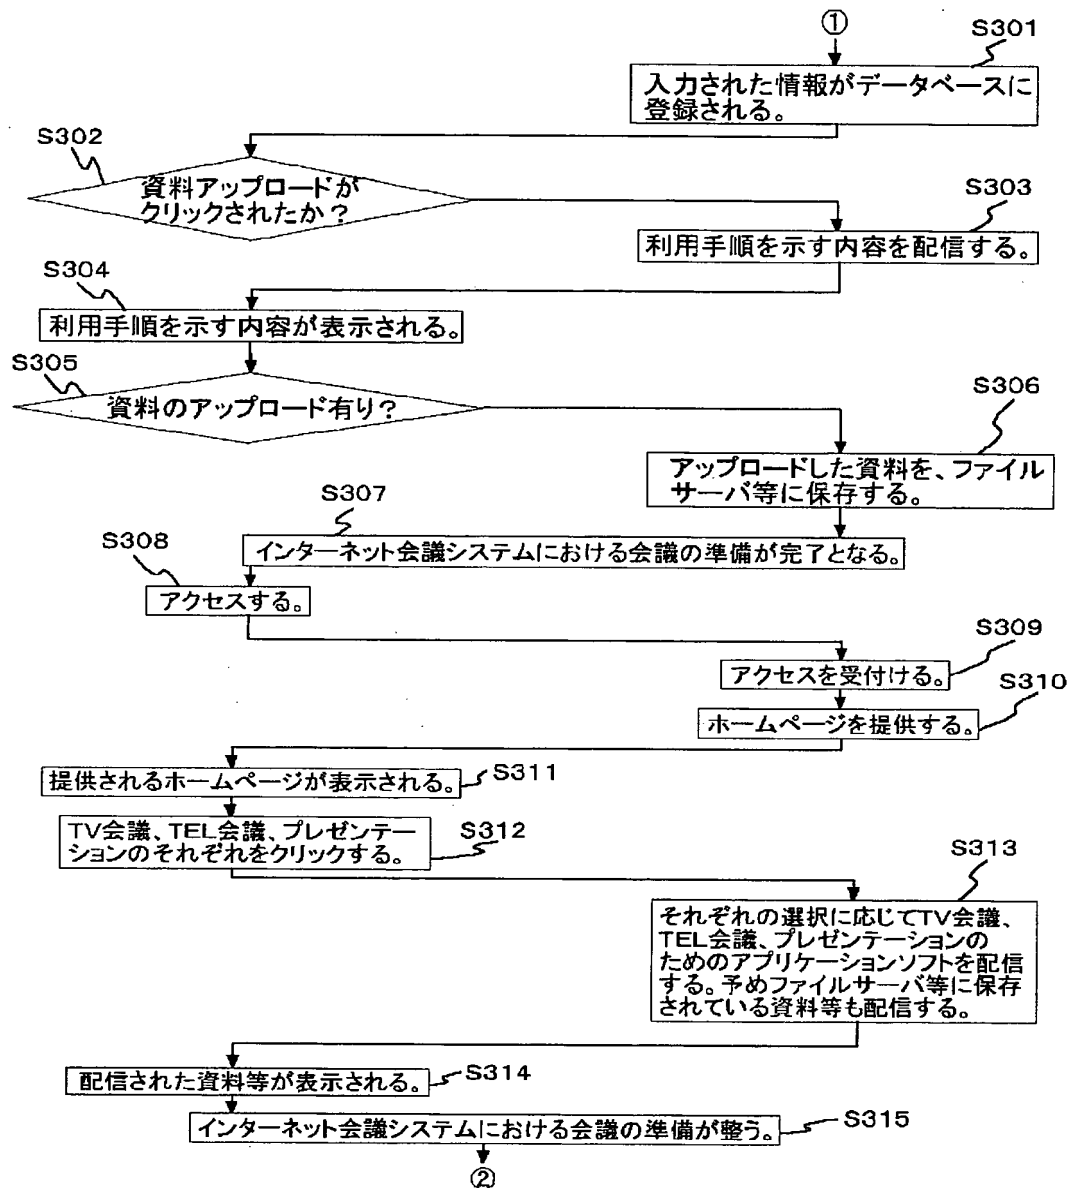 ①
S301
入力された情報がデータベースに
登録される。
S302
資料アップロードが
クリックされたか？
S303
利用手順を示す内容を配信する。
S304
利用手順を示す内容が表示される。
S305
資料のアップロード有り？
S306
アップロードした資料を、ファイル
サーバ等に保存する。
S307
インターネット会議システムにおける会議の準備が完了となる。
S308
アクセスする。
S309
アクセスを受付ける。
S310
ホームページを提供する。
提供されるホームページが表示される。
S311
TV会議、TEL会議、プレゼンテー
ションのそれぞれをクリックする。
S312
S313
それぞれの選択に応じてTV会議、
TEL会議、プレゼンテーションの
ためのアプリケーションソフトを配信
する。予めファイルサーバ等に保存
されている資料等も配信する。
配信された資料等が表示される。
S314
インターネット会議システムにおける会議の準備が整う。
S315
②